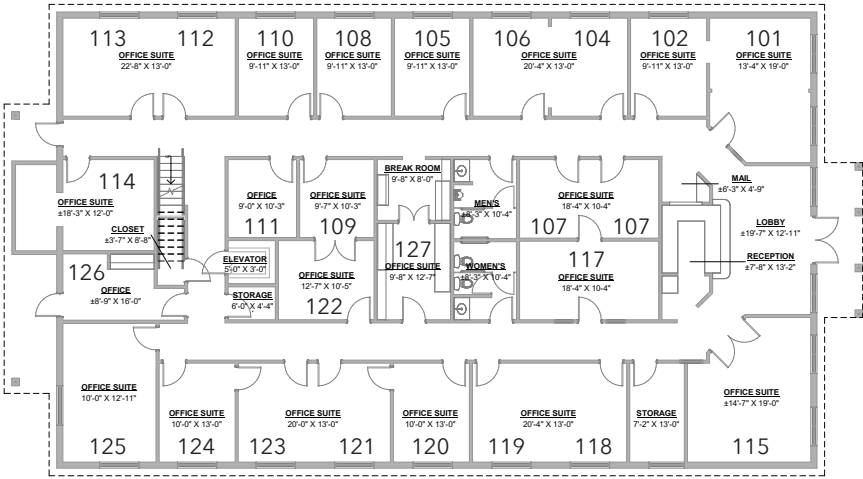 113
112
OFFICE SUITE
22'-8" X 13'-0"
110
OFFICE SUITE
9'-11" X 13'-0"
108
OFFICE SUITE
9'-11" X 13'-0"
105
OFFICE SUITE
9'-11" X 13'-0"
106
104
OFFICE SUITE
20'-4" X 13'-0"
102
OFFICE SUITE
9'-11" X 13'-0"
101
OFFICE SUITE
13'-4" X 19'-0"
114
OFFICE SUITE
±18'-3" X 12'-0"
CLOSET
±3'-7" X 8'-8"
OFFICE
9'-0" X 10'-3"
111
OFFICE SUITE
9'-7" X 10'-3"
109
BREAK ROOM
9'-8" X 8'-0"
MEN'S
±8'-3" X 10'-4"
OFFICE SUITE
18'-4" X 10'-4"
107
107
MAIL
±6'-3" X 4'-9"
LOBBY
±19'-7" X 12'-11"
RECEPTION
±7'-8" X 13'-2"
126
OFFICE
±8'-9" X 16'-0"
ELEVATOR
5'-0" X 3'-0"
STORAGE
6'-0" X 4'-4"
OFFICE SUITE
12'-7" X 10'-5"
122
127
OFFICE SUITE
9'-8" X 12'-7"
WOMEN'S
±8'-3" X 10'-4"
117
OFFICE SUITE
18'-4" X 10'-4"
OFFICE SUITE
10'-0" X 12'-11"
125
OFFICE SUITE
10'-0" X 13'-0"
124
OFFICE SUITE
20'-0" X 13'-0"
123
121
OFFICE SUITE
10'-0" X 13'-0"
120
OFFICE SUITE
20'-4" X 13'-0"
119
118
STORAGE
7'-2" X 13'-0"
OFFICE SUITE
±14'-7" X 19'-0"
115